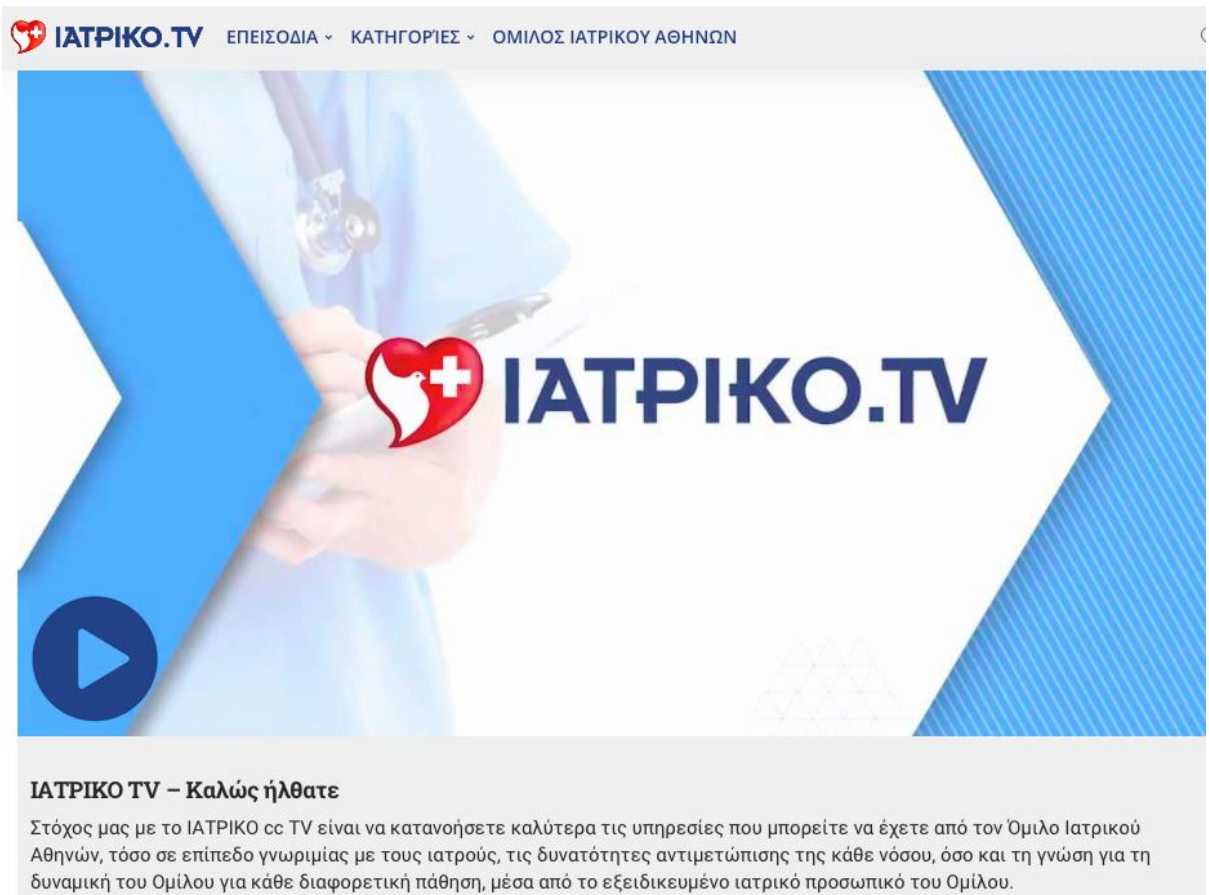 ΙΑΤΡΙΚΟ.TV ΕΠΕΙΣΟΔΙΑ ΚΑΤΗΓΟΡΊΕΣ ΟΜΙΛΟΣ ΙΑΤΡΙΚΟΥ ΑΘΗΝΩΝ
ΙΑΤΡΙΚΟ.TV
ΙΑΤΡΙΚΟ TV – Καλώς ήλθατε
Στόχος μας με το ΙΑΤΡΙΚΟ cc TV είναι να κατανοήσετε καλύτερα τις υπηρεσίες που μπορείτε να έχετε από τον Όμιλο Ιατρικού
Αθηνών, τόσο σε επίπεδο γνωριμίας με τους ιατρούς, τις δυνατότητες αντιμετώπισης της κάθε νόσου, όσο και τη γνώση για τη
δυναμική του Ομίλου για κάθε διαφορετική πάθηση, μέσα από το εξειδικευμένο ιατρικό προσωπικό του Ομίλου.